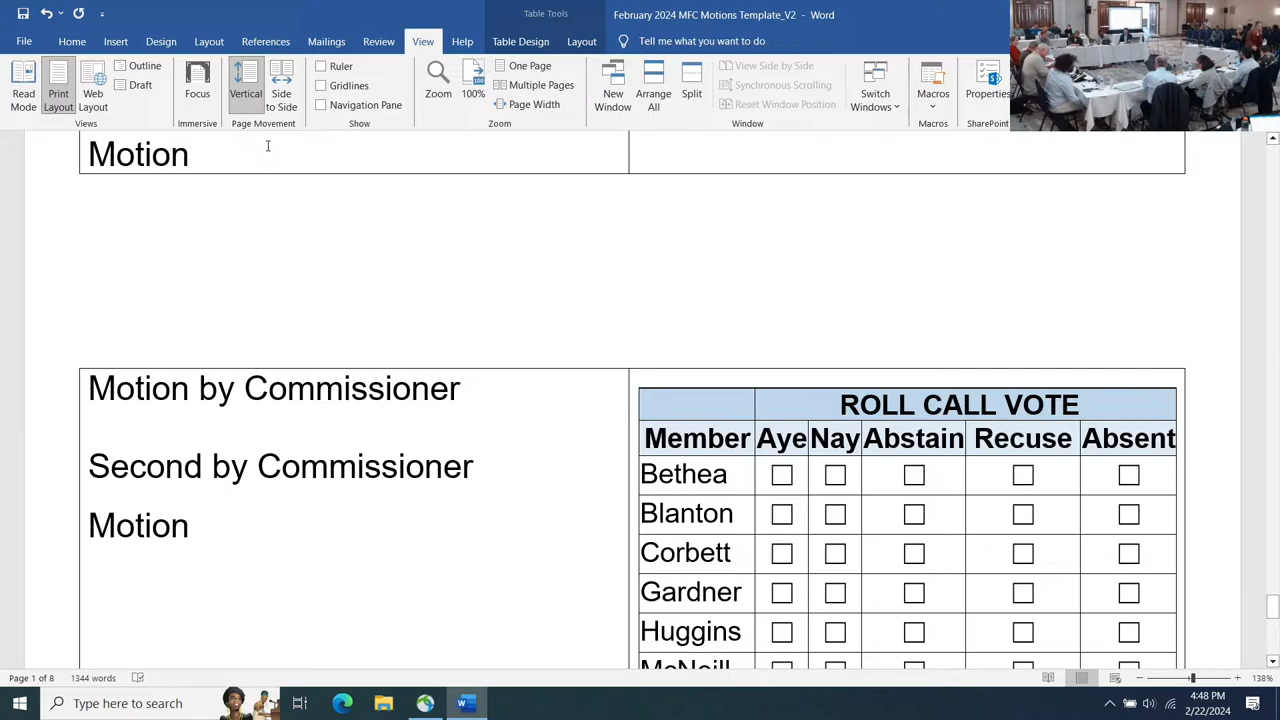 Table Tools
February 2024 MFC Motions Template_V2 - Word
File Home Insert Design Layout References Mailings Review View Help Table Design Layout Tell me what you want to do
Read Mode
Print Layout
Web Layout
Outline
Draft
Views
Focus
Immersive
Vertical
Side to Side
Page Movement
Ruler
Gridlines
Navigation Pane
Show
Zoom
100%
One Page
Multiple Pages
Page Width
Zoom
New Window
Arrange All
Split
View Side by Side
Synchronous Scrolling
Reset Window Position
Window
Switch Windows
Macros
Macros
Properties
SharePoint
Motion
Motion by Commissioner
Second by Commissioner
Motion
ROLL CALL VOTE
Member Aye Nay Abstain Recuse Absent
Bethea
Blanton
Corbett
Gardner
Huggins
McNeill
Page 1 of 8 1344 words
138%
Type here to search
4:48 PM
2/22/2024